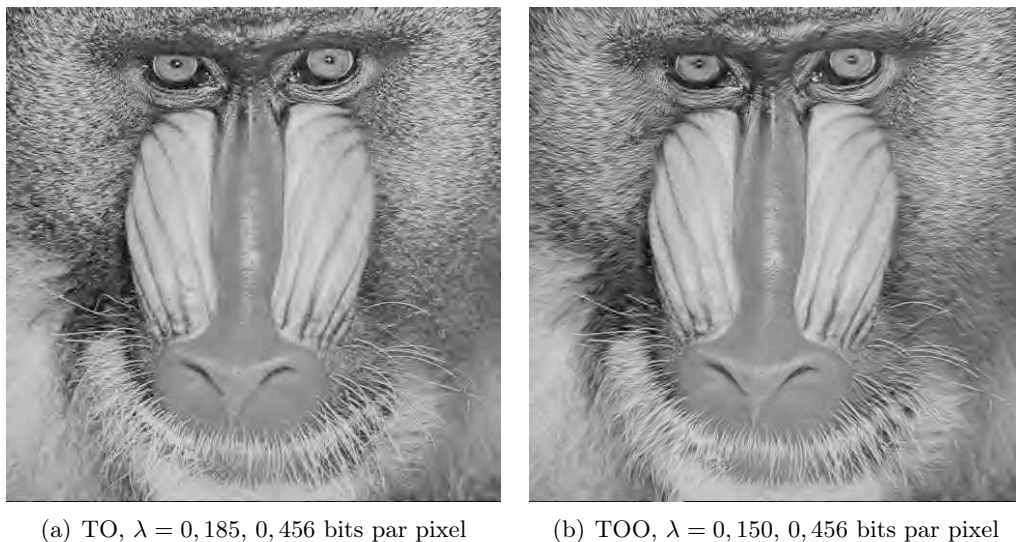 (a) TO, λ = 0, 185, 0, 456 bits par pixel
(b) TOO, λ = 0, 150, 0, 456 bits par pixel